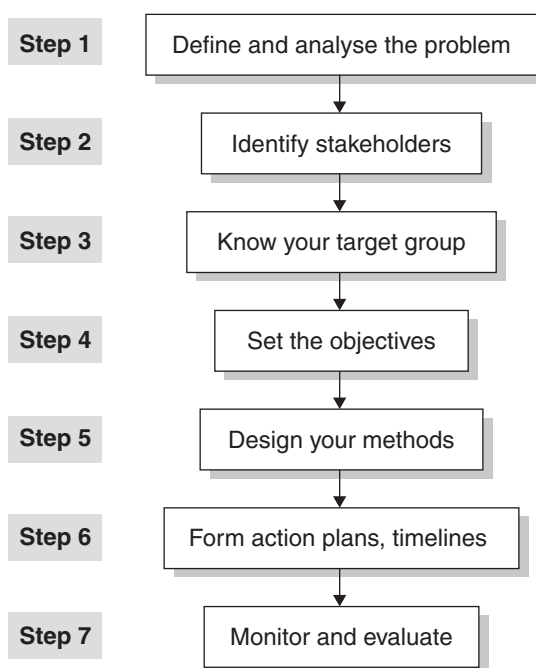 Step 1 Define and analyse the problem
Step 2 Identify stakeholders
Step 3 Know your target group
Step 4 Set the objectives
Step 5 Design your methods
Step 6 Form action plans, timelines
Step 7 Monitor and evaluate